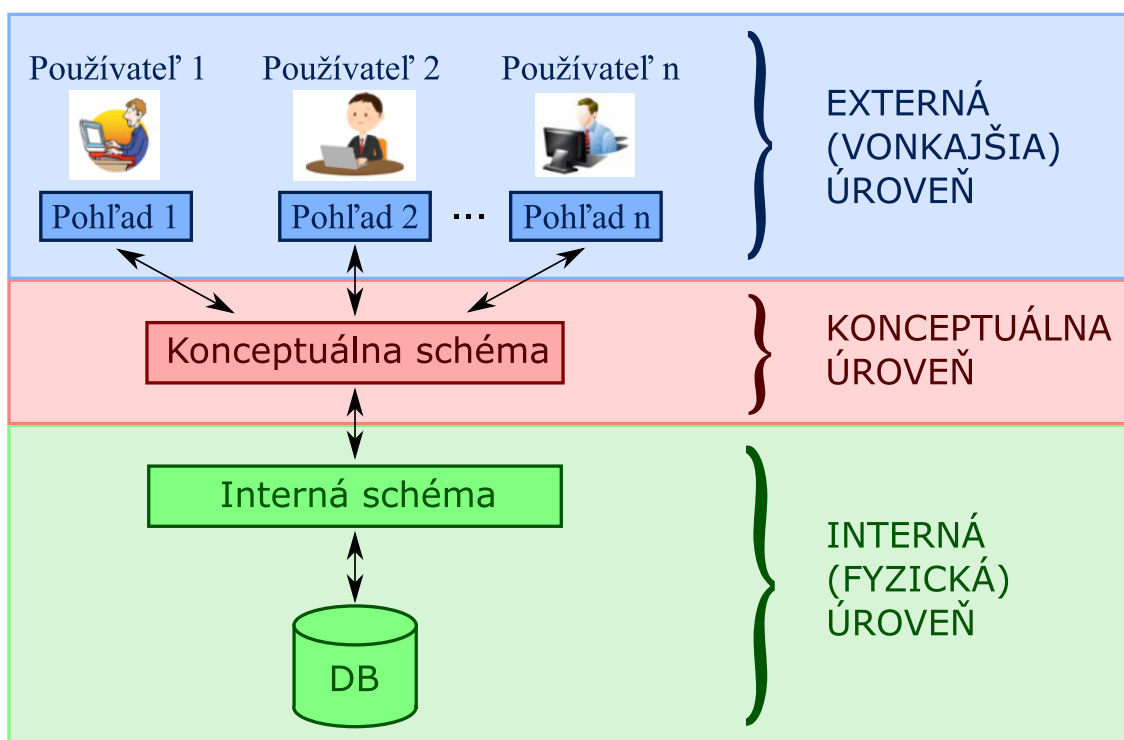 Používateľ 1
Používateľ 2
Používateľ n
Pohľad 1
Pohľad 2
...
Pohľad n
EXTERNÁ
(VONKAJŠIA)
ÚROVEŇ
Konceptuálna schéma
KONCEPTUÁLNA
ÚROVEŇ
Interná schéma
DB
INTERNÁ
(FYZICKÁ)
ÚROVEŇ